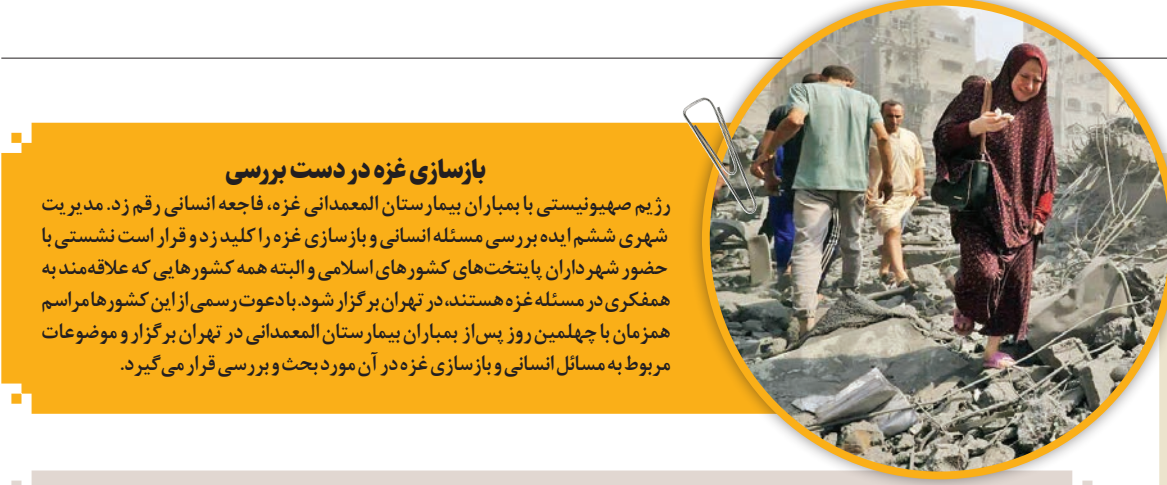 بازسازی غزه در دست بررسی
رژیم صهیونیستی با بمباران بیمارستان المعمدانی غزه، فاجعه انسانی رقم زد. مدیریت
شهری ششم ایده بررسی مسئله انسانی و بازسازی غزه را کلید زد و قرار است نشستی با
حضور شهرداران پایتخت‌های کشورهای اسلامی و البته همه کشورهایی که علاقه‌مند به
همفکری در مسئله غزه هستند، در تهران برگزار شود. با دعوت رسمی از این کشورها مراسم
همزمان با چهلمین روز پس از بمباران بیمارستان المعمدانی در تهران برگزار و موضوعات
مربوط به مسائل انسانی و بازسازی غزه در آن مورد بحث و بررسی قرار می‌گیرد.